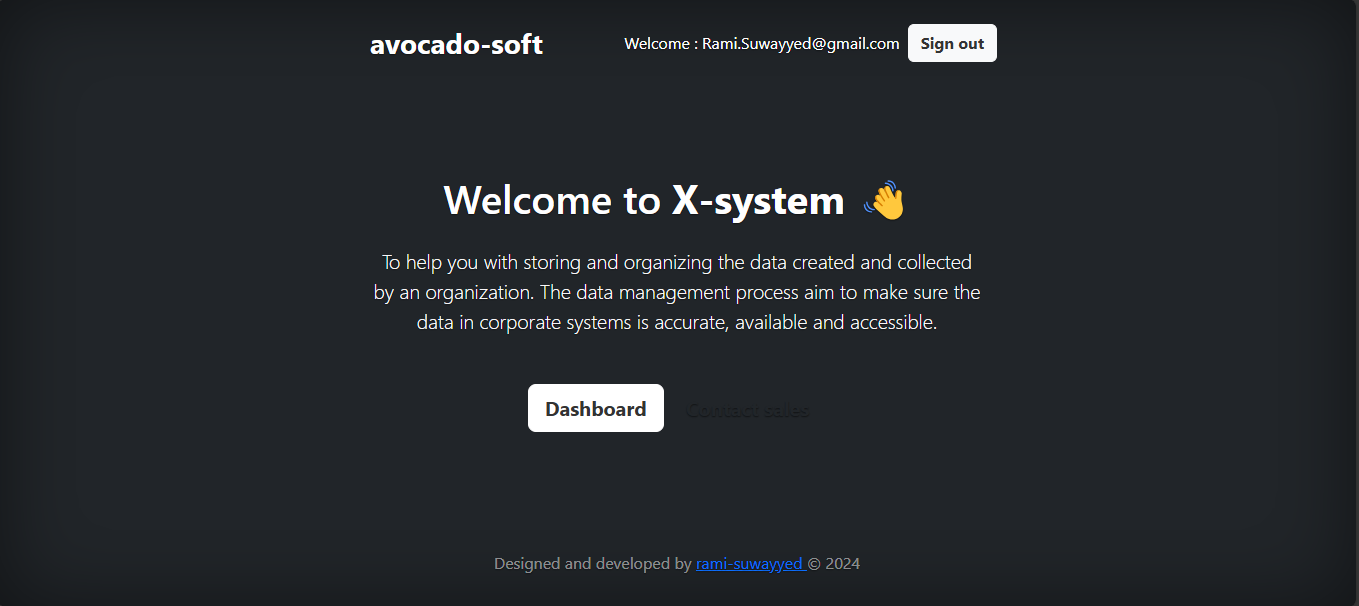 avocado-soft
Welcome : Rami.Suwayyed@gmail.com
Sign out
Welcome to X-system 👋
To help you with storing and organizing the data created and collected
by an organization. The data management process aim to make sure the
data in corporate systems is accurate, available and accessible.
Dashboard
Contact sales
Designed and developed by rami-suwayyed © 2024